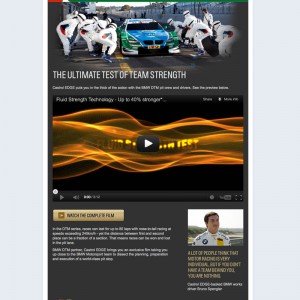 THE ULTIMATE TEST OF TEAM STRENGTH
Castrol EDGE puts you in the thick of the action with the BMW DTM pit crew and drivers. See the preview below.
Fluid Strength Technology - Up to 40% stronger*...
Share
More info
WATCH THE COMPLETE FILM
In the DTM series, races can last for up to 60 laps with nose-to-tail racing at
speeds exceeding 240km/h - yet the distance between first and second
place can be a fraction of a second. That means races can be won and lost
in the pit lane.
BMW DTM partner, Castrol EDGE brings you an exclusive film taking you
up close to the BMW Motorsport team to dissect the planning, preparation
and execution of a world-class pit stop.
A LOT OF PEOPLE THINK THAT
MOTOR RACING IS VERY
INDIVIDUAL, BUT IF YOU DON'T
HAVE A TEAM BEHIND YOU,
YOU ARE NOTHING.
Castrol EDGE-backed BMW works
driver Bruno Spengler